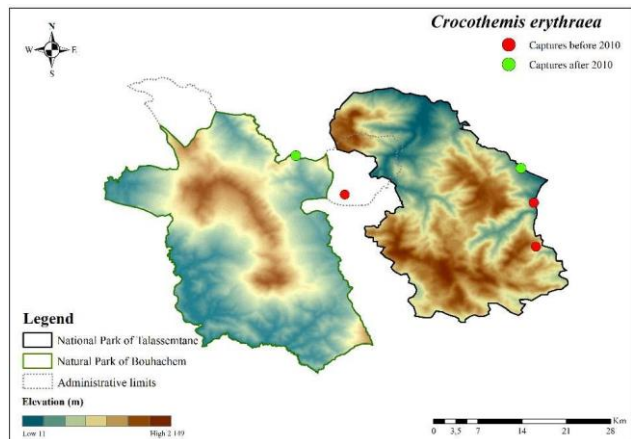 Crocothemis erythraea
Captures before 2010
Captures after 2010
N
W E
S
Legend
National Park of Talassemtane
Natural Park of Bouhachem
Administrative limits
Elevation (m)
Low 11 High 2 149
Km
0 3,5 7 14 21 28